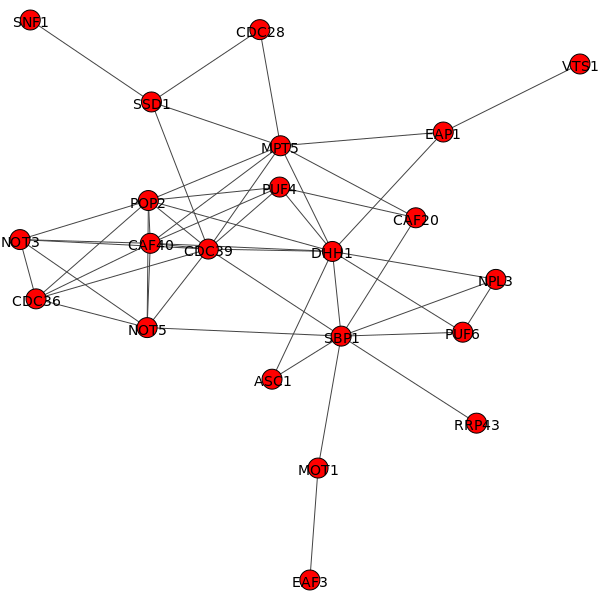 SNF1
CDC28
VTS1
SSD1
EAP1
MPT5
PUF4
POP2
CAF20
NOT3
CAF40
CDC39
DHH1
NPL3
CDC36
NOT5
SBP1
PUF6
ASC1
RRP43
MOT1
EAF3